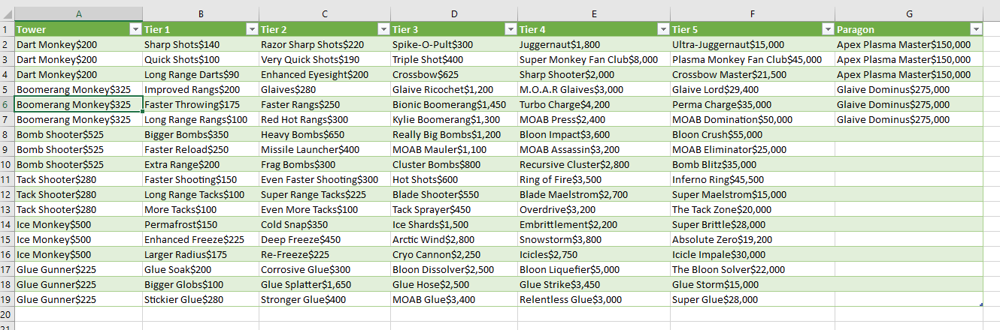 A B C D E F G
1 Tower Tier 1 Tier 2 Tier 3 Tier 4 Tier 5 Paragon
2 Dart Monkey$200 Sharp Shots$140 Razor Sharp Shots$220 Spike-O-Pult$300 Juggernaut$1,800 Ultra-Juggernaut$15,000 Apex Plasma Master$150,000
3 Dart Monkey$200 Quick Shots$100 Very Quick Shots$190 Triple Shot$400 Super Monkey Fan Club$8,000 Plasma Monkey Fan Club$45,000 Apex Plasma Master$150,000
4 Dart Monkey$200 Long Range Darts$90 Enhanced Eyesight$200 Crossbow$625 Sharp Shooter$2,000 Crossbow Master$21,500 Apex Plasma Master$150,000
5 Boomerang Monkey$325 Improved Rangs$200 Glaives$280 Glaive Ricochet$1,200 M.O.A.R Glaives$3,000 Glaive Lord$29,400 Glaive Dominus$275,000
6 Boomerang Monkey$325 Faster Throwing$175 Faster Rangs$250 Bionic Boomerang$1,450 Turbo Charge$4,200 Perma Charge$35,000 Glaive Dominus$275,000
7 Boomerang Monkey$325 Long Range Rangs$100 Red Hot Rangs$300 Kylie Boomerang$1,300 MOAB Press$2,400 MOAB Domination$50,000 Glaive Dominus$275,000
8 Bomb Shooter$525 Bigger Bombs$350 Heavy Bombs$650 Really Big Bombs$1,200 Bloon Impact$3,600 Bloon Crush$55,000
9 Bomb Shooter$525 Faster Reload$250 Missile Launcher$400 MOAB Mauler$1,100 MOAB Assassin$3,200 MOAB Eliminator$25,000
10 Bomb Shooter$525 Extra Range$200 Frag Bombs$300 Cluster Bombs$800 Recursive Cluster$2,800 Bomb Blitz$35,000
11 Tack Shooter$280 Faster Shooting$150 Even Faster Shooting$300 Hot Shots$600 Ring of Fire$3,500 Inferno Ring$45,500
12 Tack Shooter$280 Long Range Tacks$100 Super Range Tacks$225 Blade Shooter$550 Blade Maelstrom$2,700 Super Maelstrom$15,000
13 Tack Shooter$280 More Tacks$100 Even More Tacks$100 Tack Sprayer$450 Overdrive$3,200 The Tack Zone$20,000
14 Ice Monkey$500 Permafrost$150 Cold Snap$350 Ice Shards$1,500 Embrittlement$2,200 Super Brittle$28,000
15 Ice Monkey$500 Enhanced Freeze$225 Deep Freeze$450 Arctic Wind$2,800 Snowstorm$3,800 Absolute Zero$19,200
16 Ice Monkey$500 Larger Radius$175 Re-Freeze$225 Cryo Cannon$2,250 Icicles$2,750 Icicle Impale$30,000
17 Glue Gunner$225 Glue Soak$200 Corrosive Glue$300 Bloon Dissolver$2,500 Bloon Liquefier$5,000 The Bloon Solver$22,000
18 Glue Gunner$225 Bigger Globs$100 Glue Splatter$1,650 Glue Hose$2,500 Glue Strike$3,450 Glue Storm$15,000
19 Glue Gunner$225 Stickier Glue$280 Stronger Glue$400 MOAB Glue$3,400 Relentless Glue$3,000 Super Glue$28,000
20
21